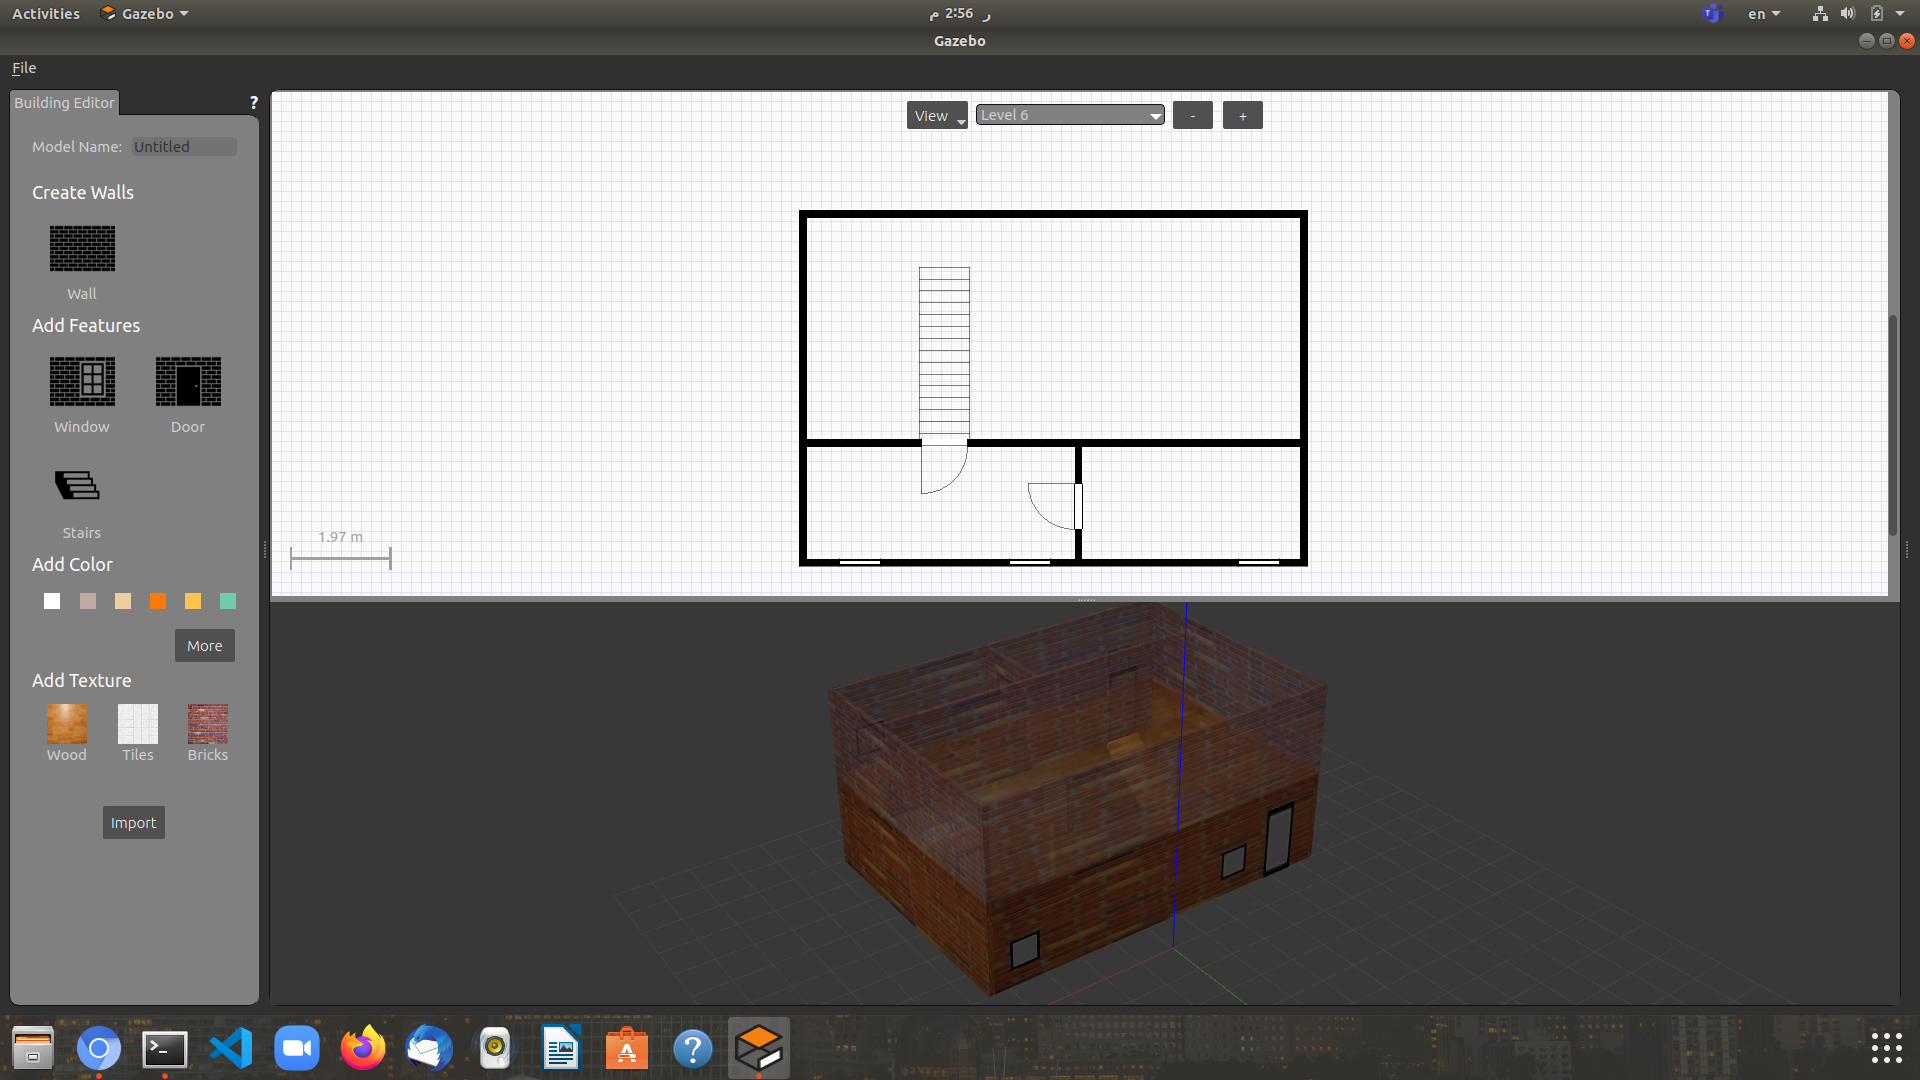 Activities
Gazebo
ر 2:56 م
en
Gazebo
File
Building Editor
?
Model Name: Untitled
Create Walls
Wall
Add Features
Window
Door
Stairs
Add Color
More
Add Texture
Wood
Tiles
Bricks
Import
View
Level 6
-
+
1.97 m